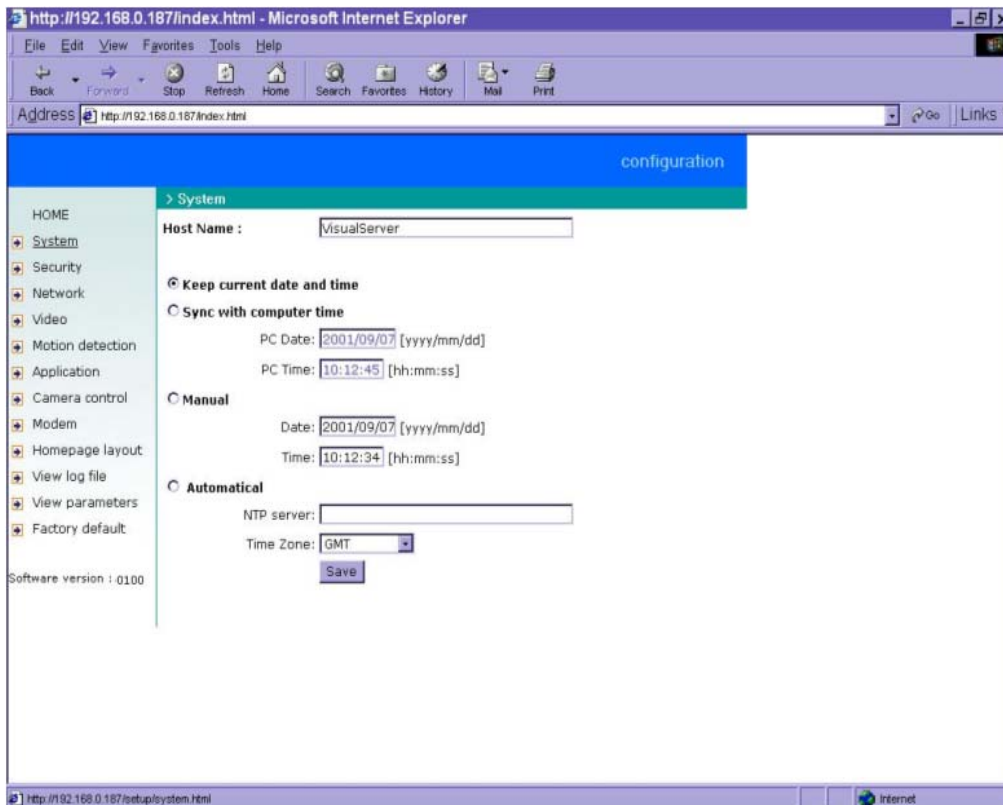 http://192.168.0.187/index.html - Microsoft Internet Explorer
File Edit View Favorites Tools Help
Back Forward Stop Refresh Home Search Favorites History Mail Print
Address http://192.168.0.187/index.html Go Links
configuration
> System
HOME
System
Security
Network
Video
Motion detection
Application
Camera control
Modem
Homepage layout
View log file
View parameters
Factory default
Software version : 0100
Host Name : VisualServer
Keep current date and time
Sync with computer time
PC Date: 2001/09/07 [yyyy/mm/dd]
PC Time: 10:12:45 [hh:mm:ss]
Manual
Date: 2001/09/07 [yyyy/mm/dd]
Time: 10:12:34 [hh:mm:ss]
Automatical
NTP server:
Time Zone: GMT
Save
http://192.168.0.187/setup/system.html Internet